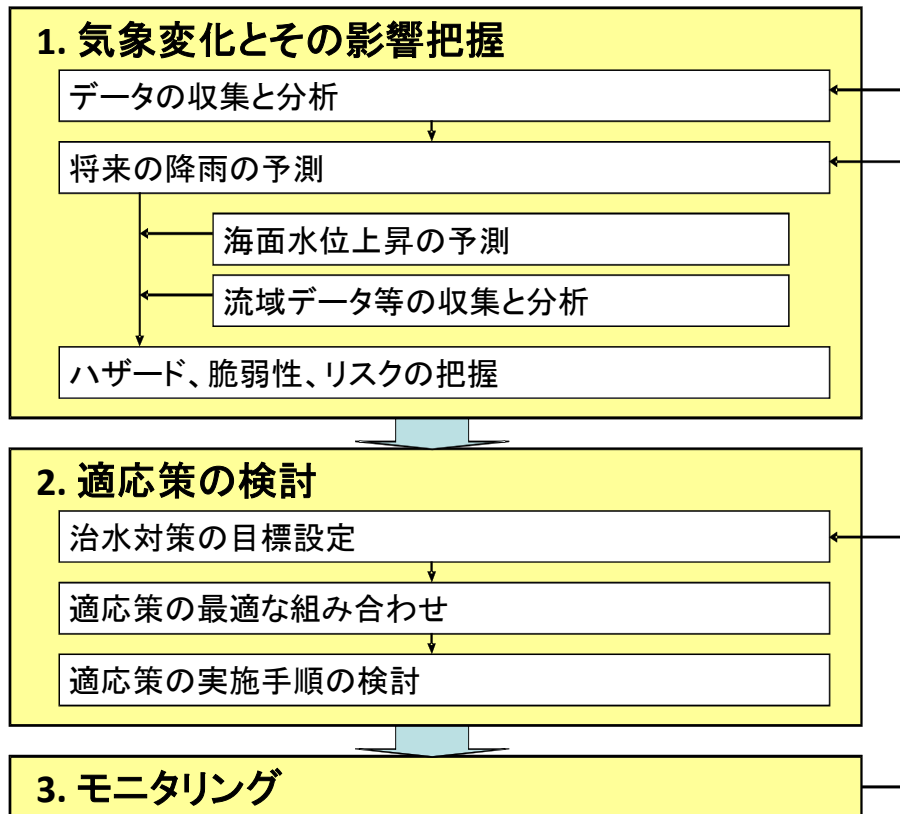 1. 気象変化とその影響把握
データの収集と分析
将来の降雨の予測
海面水位上昇の予測
流域データ等の収集と分析
ハザード、脆弱性、リスクの把握
2. 適応策の検討
治水対策の目標設定
適応策の最適な組み合わせ
適応策の実施手順の検討
3. モニタリング